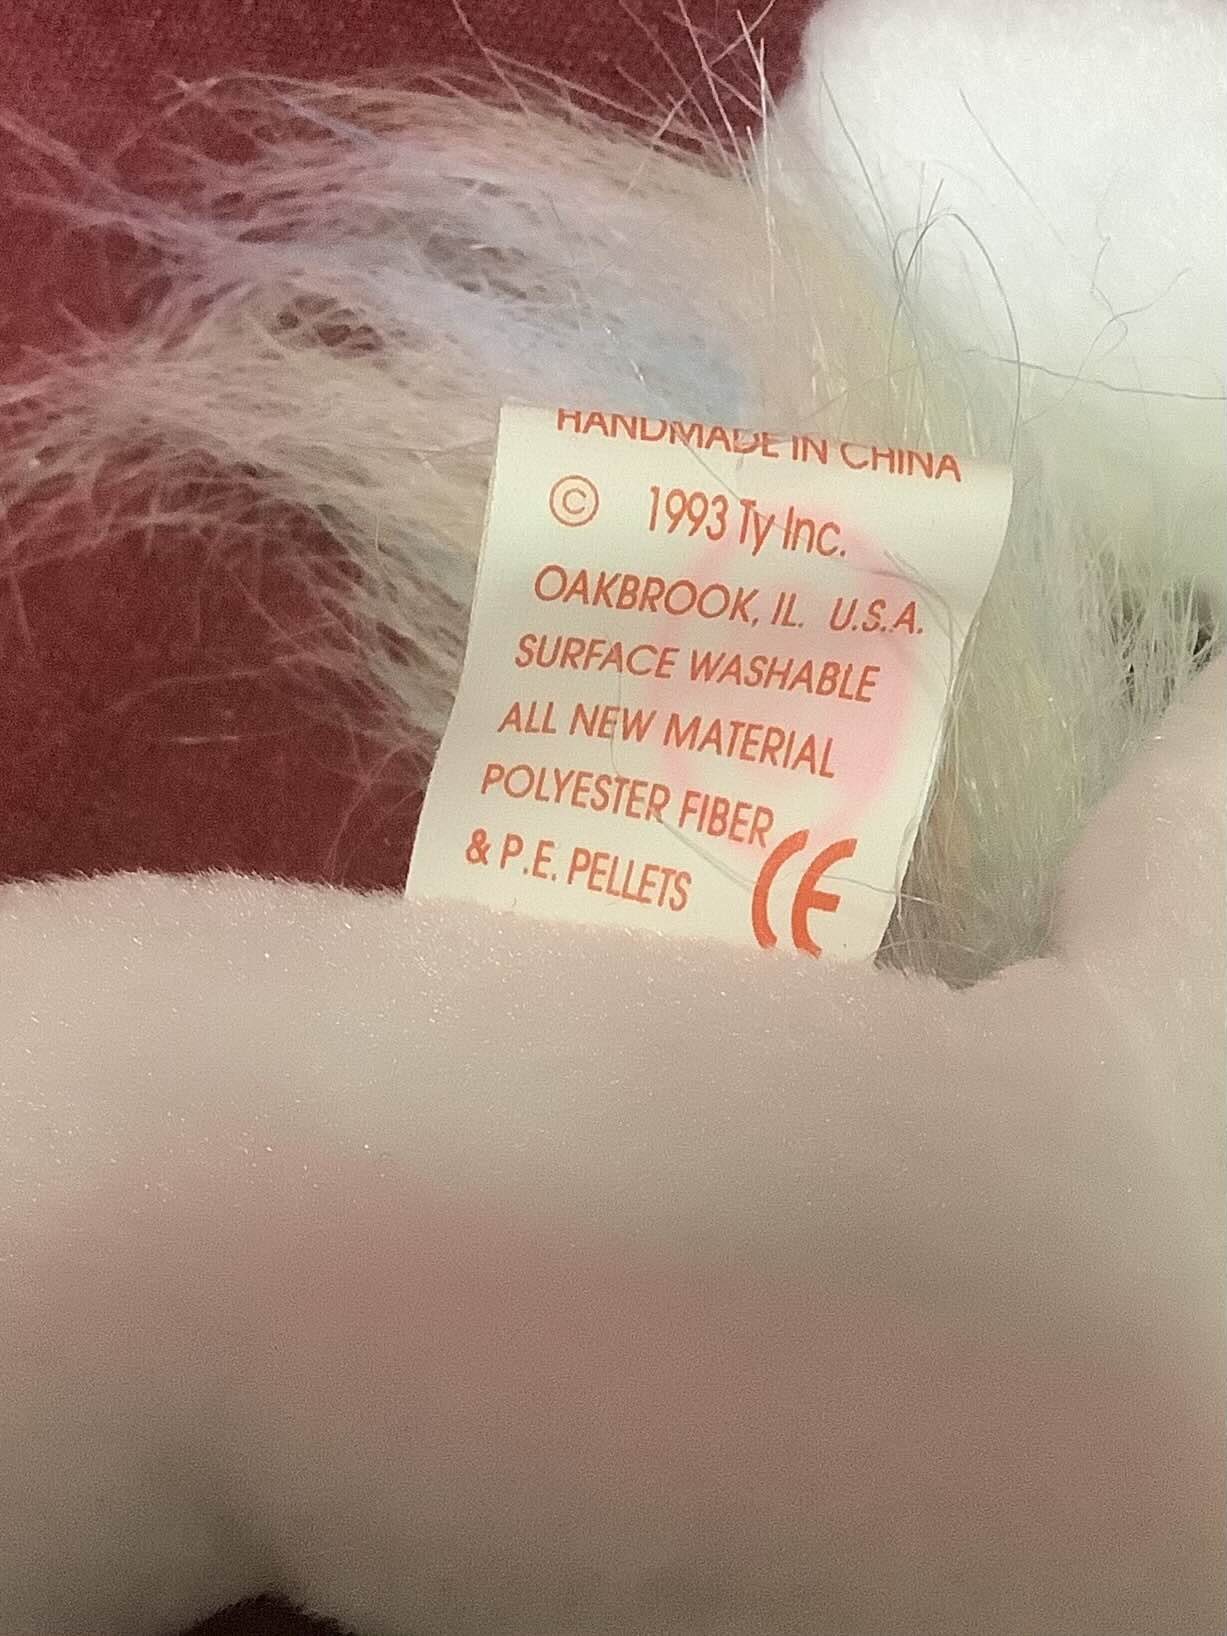 HANDMADE IN CHINA
© 1993 Ty Inc.
OAKBROOK, IL. U.S.A.
SURFACE WASHABLE
ALL NEW MATERIAL
POLYESTER FIBER
& P.E. PELLETS
CE